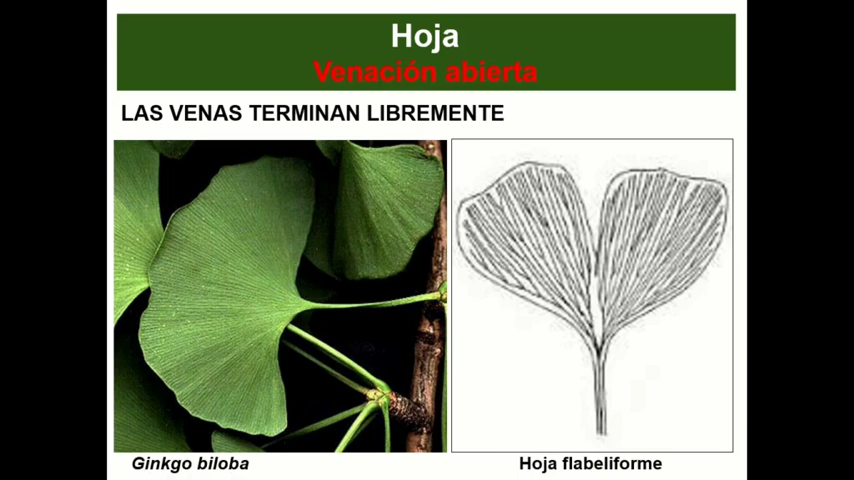 Hoja
Venación abierta
LAS VENAS TERMINAN LIBREMENTE
Ginkgo biloba
Hoja flabeliforme